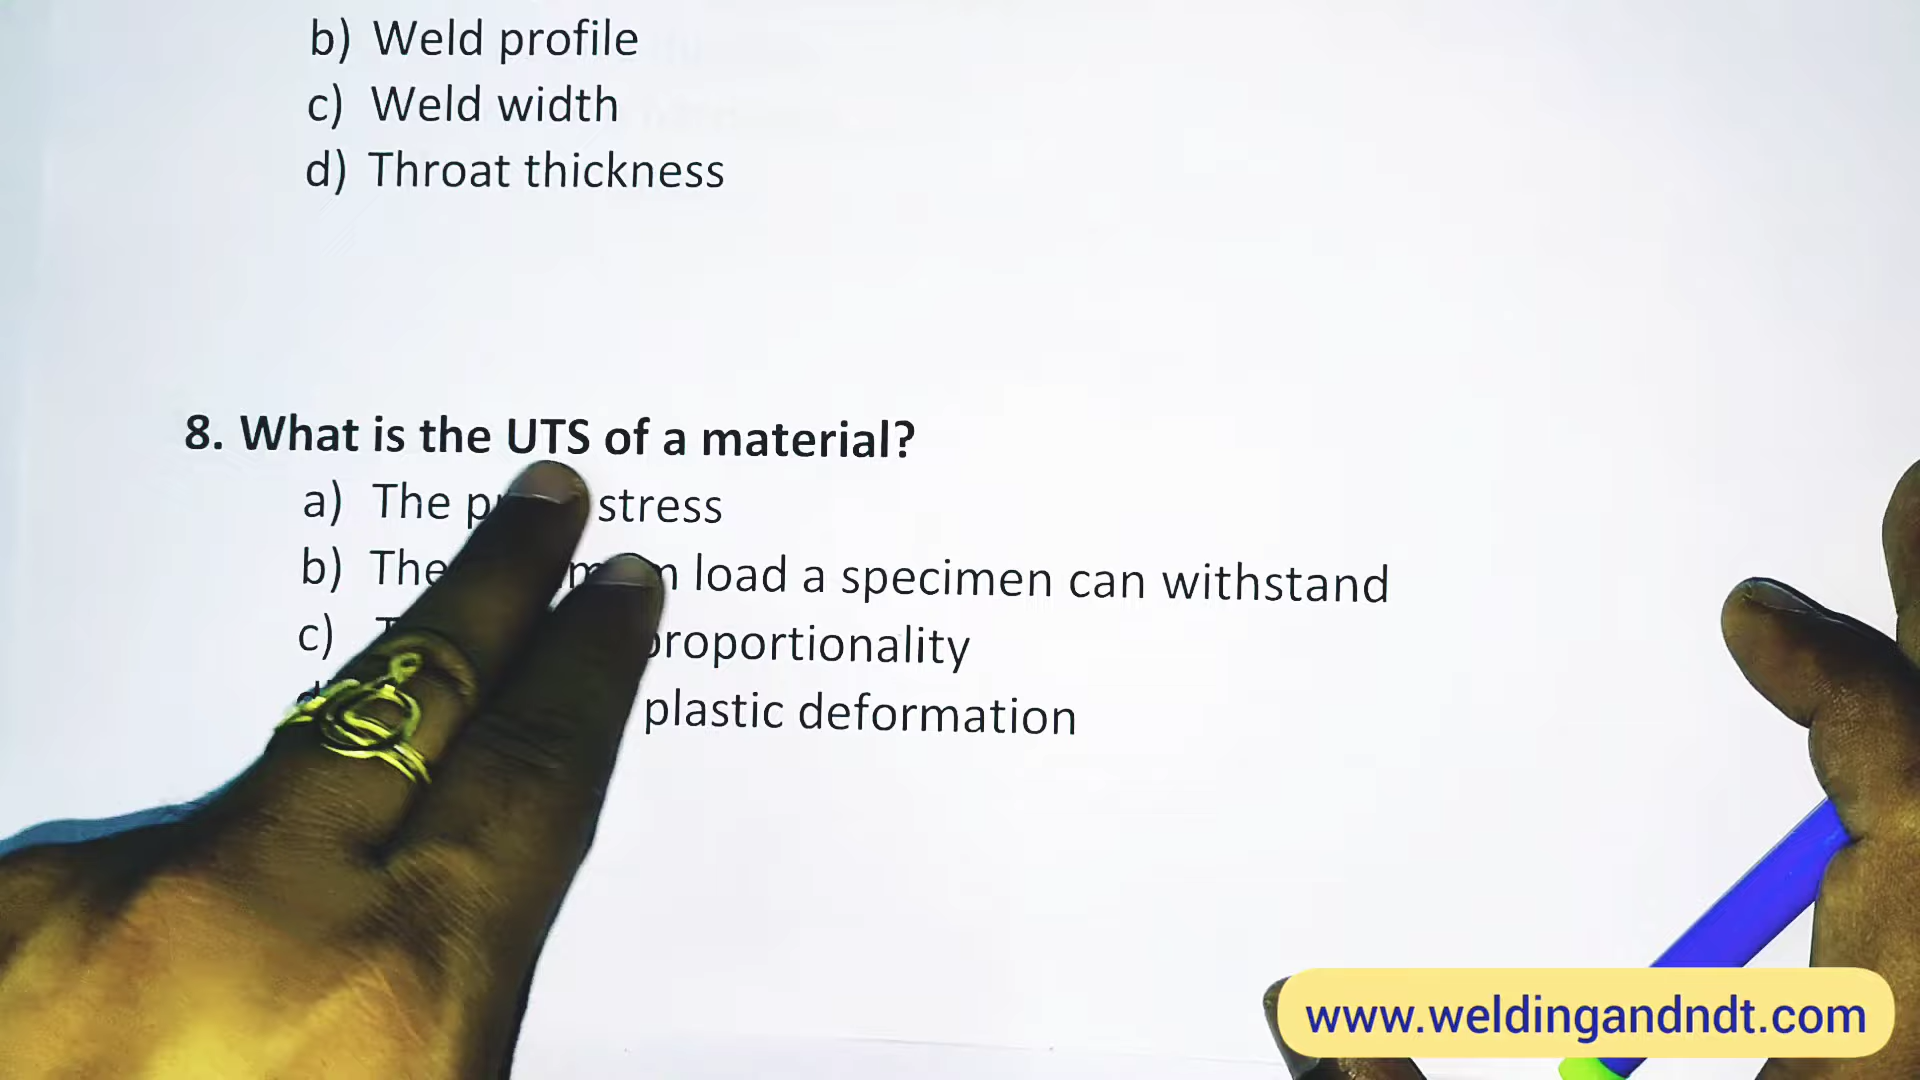 b) Weld profile
c) Weld width
d) Throat thickness
8. What is the UTS of a material?
a) The stress
b) The load a specimen can withstand
c) proportionality
plastic deformation
www.weldingandndt.com